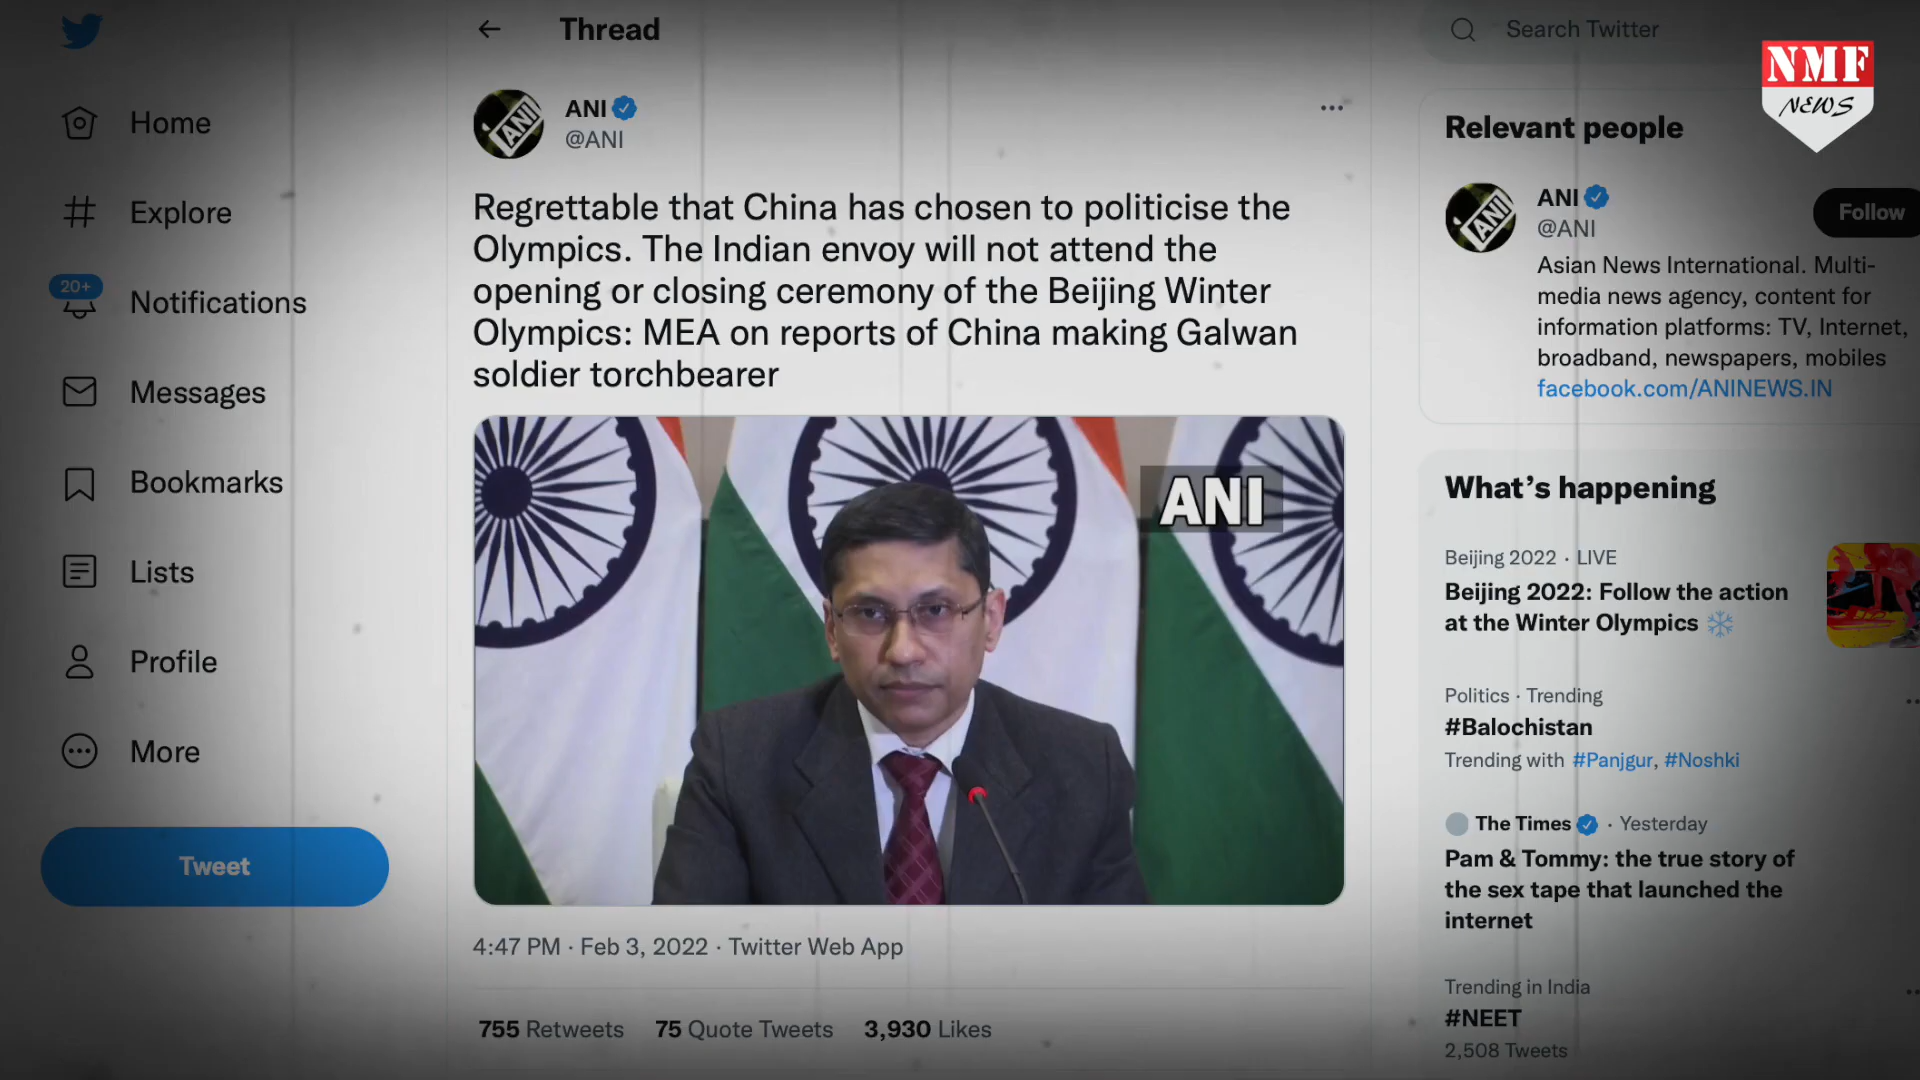 Thread
Search Twitter
NMF
NEWS
Home
Explore
20+
Notifications
Messages
Bookmarks
Lists
Profile
More
Tweet
ANI
@ANI
Regrettable that China has chosen to politicise the
Olympics. The Indian envoy will not attend the
opening or closing ceremony of the Beijing Winter
Olympics: MEA on reports of China making Galwan
soldier torchbearer
ANI
ANI
4:47 PM · Feb 3, 2022 · Twitter Web App
755 Retweets 75 Quote Tweets 3,930 Likes
Relevant people
ANI
ANI
@ANI
Follow
Asian News International. Multi-
media news agency, content for
information platforms: TV, Internet,
broadband, newspapers, mobiles
facebook.com/ANINEWS.IN
What's happening
Beijing 2022 · LIVE
Beijing 2022: Follow the action
at the Winter Olympics
Politics · Trending
#Balochistan
Trending with #Panjgur, #Noshki
The Times · Yesterday
Pam & Tommy: the true story of
the sex tape that launched the
internet
Trending in India
#NEET
2,508 Tweets